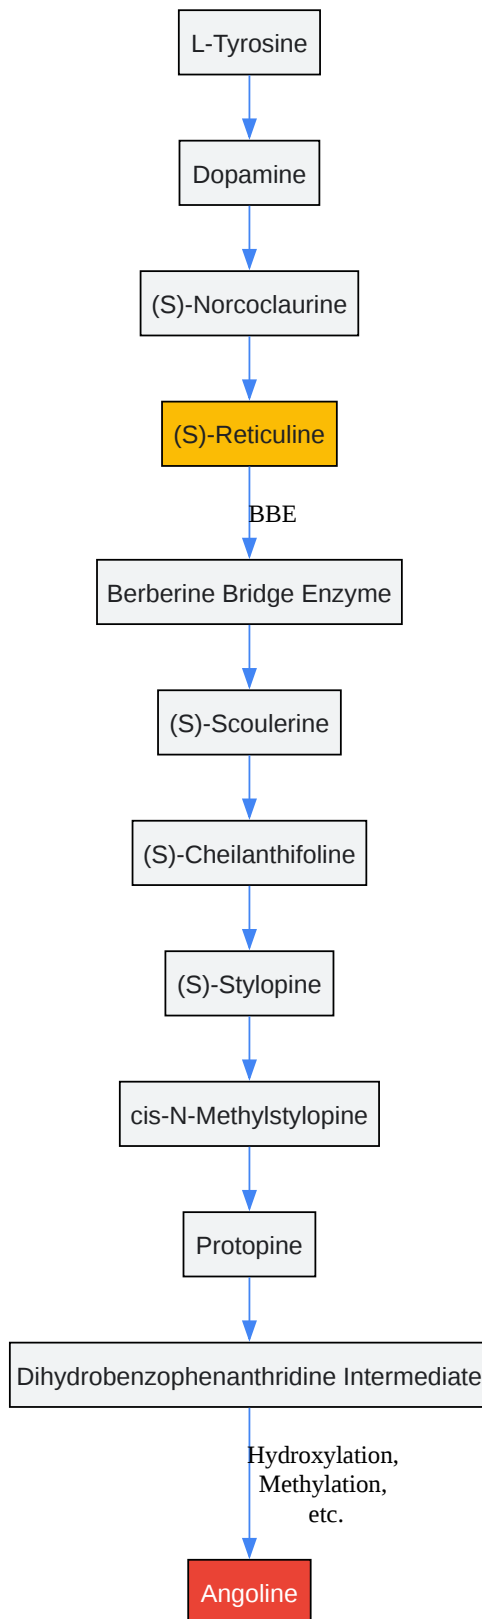 L-Tyrosine
Dopamine
(S)-Norcoclaurine
(S)-Reticuline
BBE
Berberine Bridge Enzyme
(S)-Scoulerine
(S)-Cheilanthifoline
(S)-Stylopine
cis-N-Methylstylopine
Protopine
Dihydrobenzophenanthridine Intermediate
Hydroxylation,
Methylation,
etc.
Angoline